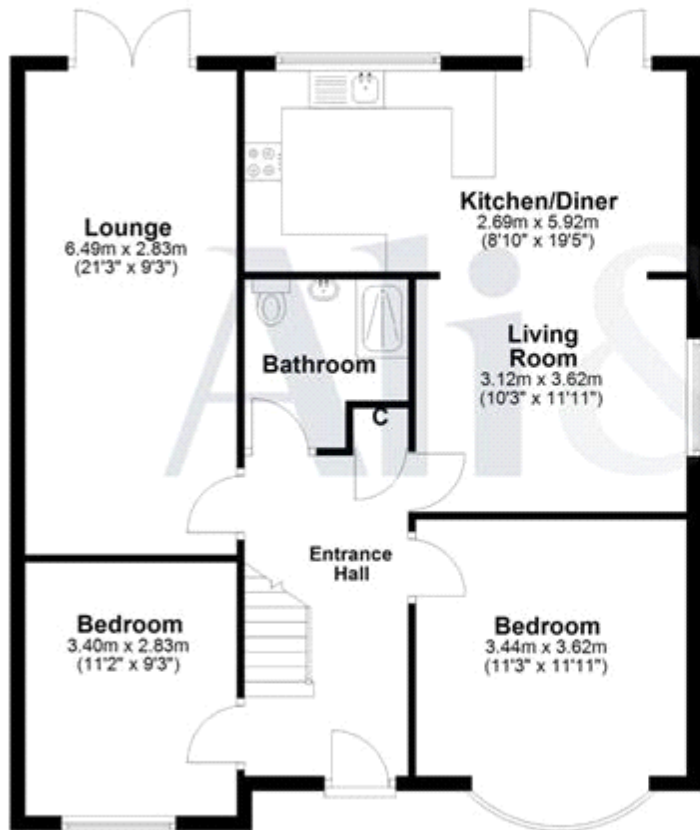 Lounge
6.49m x 2.83m
(21'3" x 9'3")
Kitchen/Diner
2.69m x 5.92m
(8'10" x 19'5")
Living
Room
3.12m x 3.62m
(10'3" x 11'11")
Bathroom
C
Entrance
Hall
Bedroom
3.40m x 2.83m
(11'2" x 9'3")
Bedroom
3.44m x 3.62m
(11'3" x 11'11")
Ali&